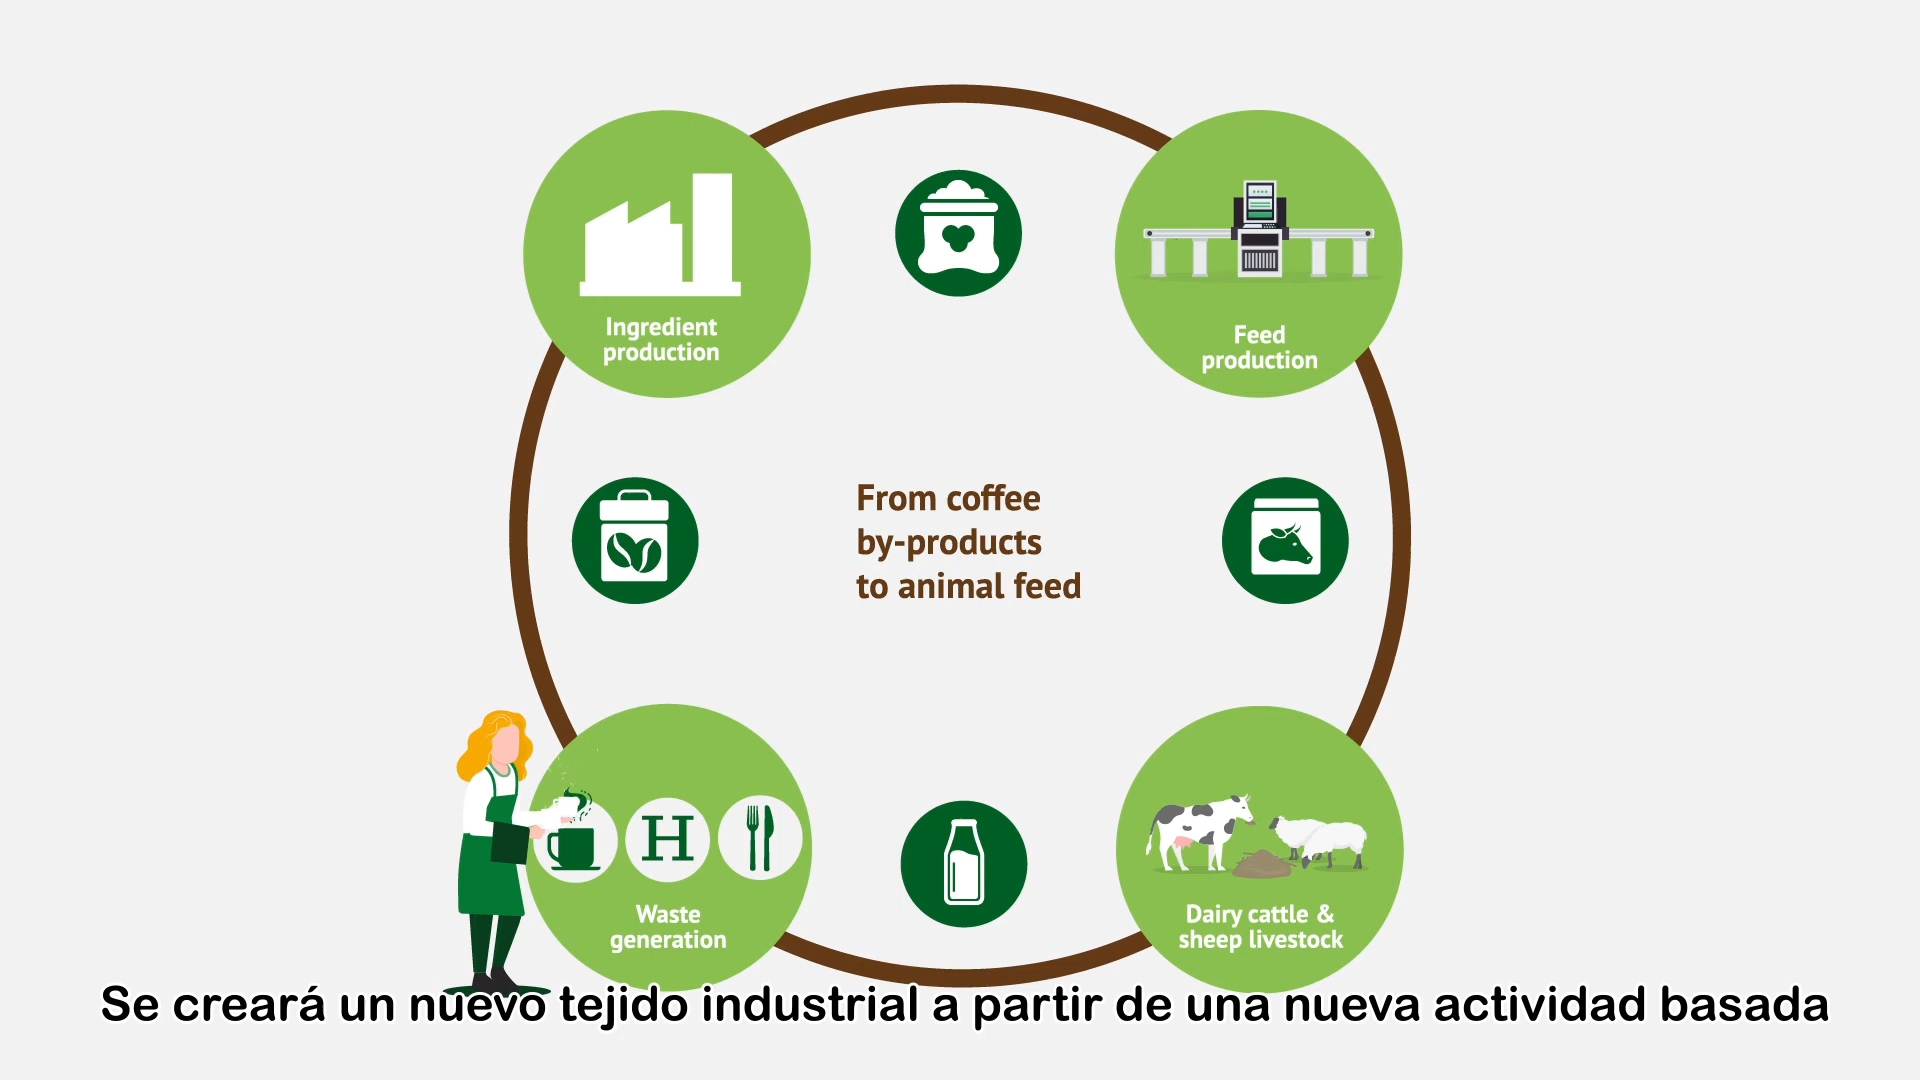 Ingredient
production
Feed
production
From coffee
by-products
to animal feed
H
Waste
generation
Dairy cattle &
sheep livestock
Se creará un nuevo tejido industrial a partir de una nueva actividad basada